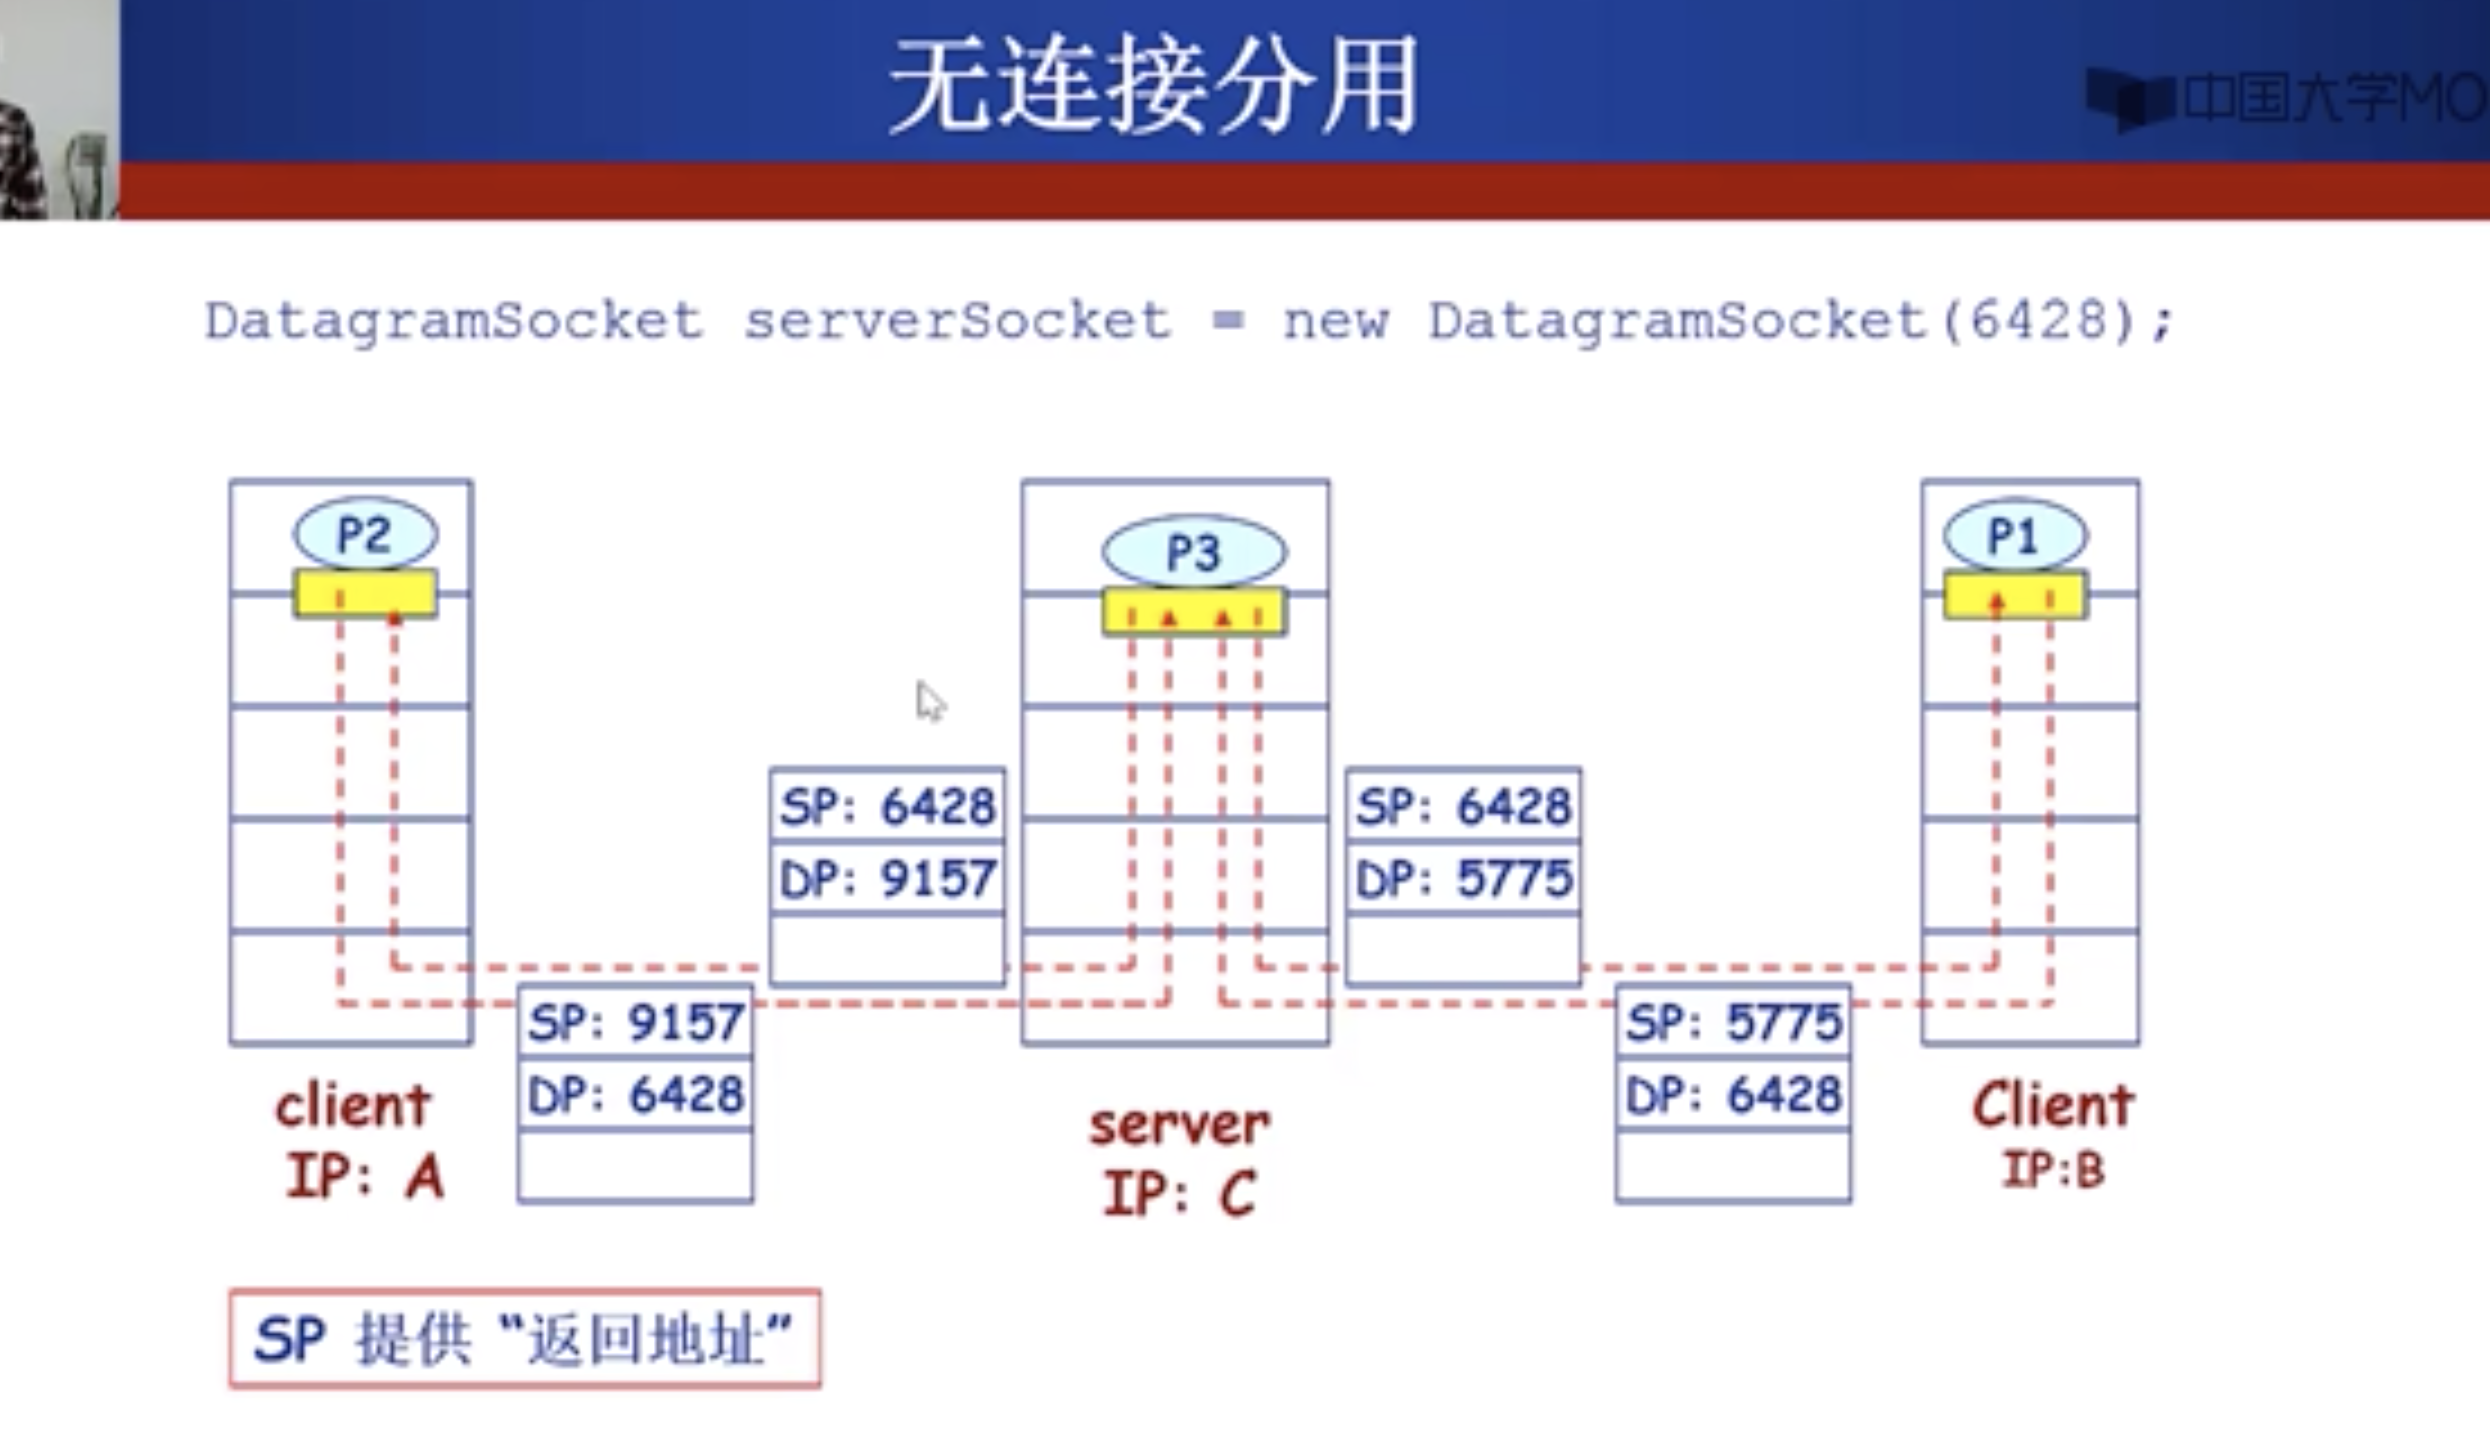 无连接分用
中国大学MO
DatagramSocket serverSocket = new DatagramSocket(6428);
P2
P3
P1
SP: 6428
DP: 9157
SP: 6428
DP: 5775
SP: 9157
DP: 6428
SP: 5775
DP: 6428
client
IP: A
server
IP: C
Client
IP:B
SP 提供 “返回地址”